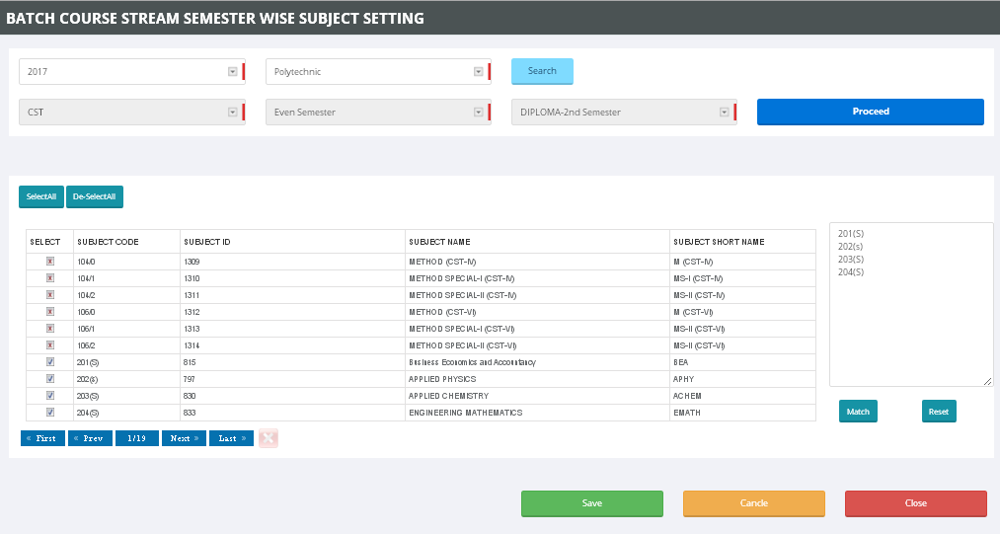 BATCH COURSE STREAM SEMESTER WISE SUBJECT SETTING
2017 Polytechnic Search
CST Even Semester DIPLOMA-2nd Semester Proceed
SelectAll De-SelectAll
SELECT SUBJECT CODE SUBJECT ID SUBJECT NAME SUBJECT SHORT NAME
104/0 1309 METHOD (CST-IV) M (CST-IV)
104/1 1310 METHOD SPECIAL-I (CST-IV) MS-I (CST-IV)
104/2 1311 METHOD SPECIAL-II (CST-IV) MS-II (CST-IV)
106/0 1312 METHOD (CST-VI) M (CST-VI)
106/1 1313 METHOD SPECIAL-I (CST-VI) MS-II (CST-VI)
106/2 1314 METHOD SPECIAL-II (CST-VI) MS-II (CST-VI)
201(S) 815 Business Economics and Accountancy BEA
202(s) 797 APPLIED PHYSICS APHY
203(S) 830 APPLIED CHEMISTRY ACHEM
204(S) 833 ENGINEERING MATHEMATICS EMATH
201(S)
202(s)
203(S)
204(S)
Match Reset
« First « Prev 1/19 Next » Last »
Save Cancle Close